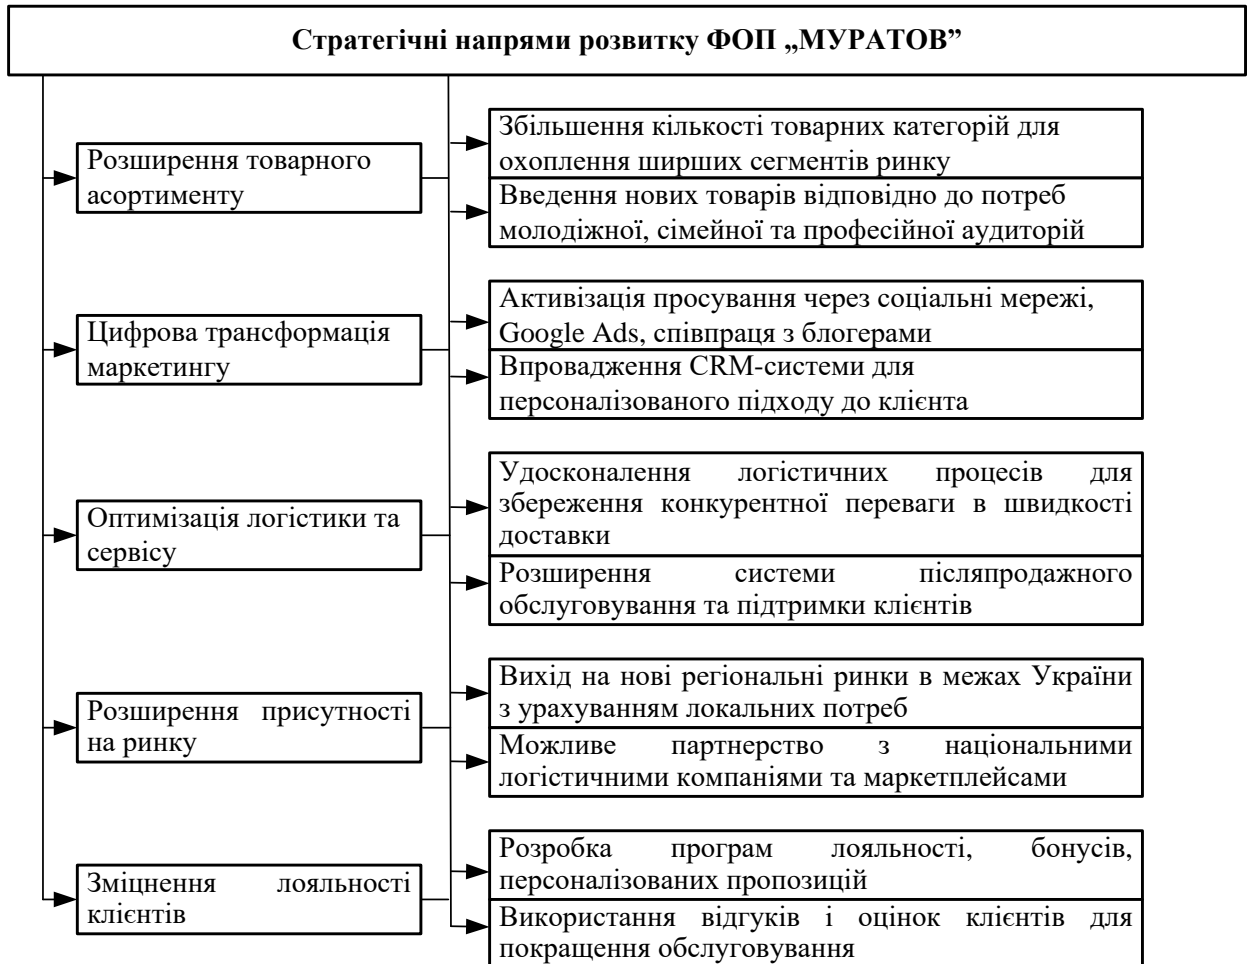 Стратегічні напрями розвитку ФОП „МУРАТОВ”
Розширення товарного
асортименту
Збільшення кількості товарних категорій для
охоплення ширших сегментів ринку
Введення нових товарів відповідно до потреб
молодіжної, сімейної та професійної аудиторій
Цифрова трансформація
маркетингу
Активізація просування через соціальні мережі,
Google Ads, співпраця з блогерами
Впровадження CRM-системи для
персоналізованого підходу до клієнта
Оптимізація логістики та
сервісу
Удосконалення логістичних процесів для
збереження конкурентної переваги в швидкості
доставки
Розширення системи післяпродажного
обслуговування та підтримки клієнтів
Розширення присутності
на ринку
Вихід на нові регіональні ринки в межах України
з урахуванням локальних потреб
Можливе партнерство з національними
логістичними компаніями та маркетплейсами
Зміцнення лояльності
клієнтів
Розробка програм лояльності, бонусів,
персоналізованих пропозицій
Використання відгуків і оцінок клієнтів для
покращення обслуговування